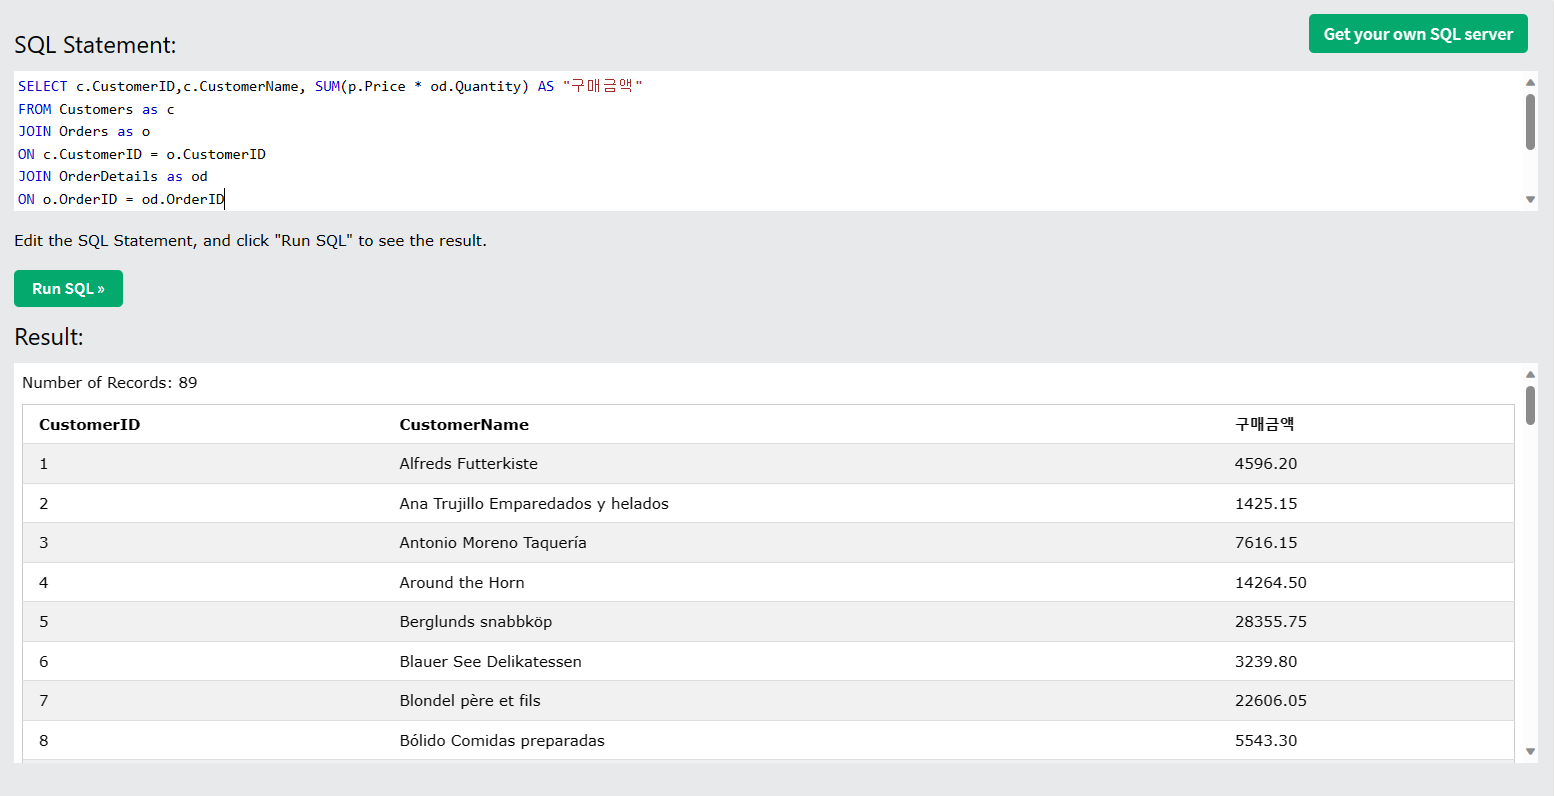 Get your own SQL server
SQL Statement:
SELECT c.CustomerID,c.CustomerName, SUM(p.Price * od.Quantity) AS "구매금액"
FROM Customers as c
JOIN Orders as o
ON c.CustomerID = o.CustomerID
JOIN OrderDetails as od
ON o.OrderID = od.OrderID
Edit the SQL Statement, and click "Run SQL" to see the result.
Run SQL »
Result:
Number of Records: 89
CustomerID CustomerName 구매금액
1 Alfreds Futterkiste 4596.20
2 Ana Trujillo Emparedados y helados 1425.15
3 Antonio Moreno Taquería 7616.15
4 Around the Horn 14264.50
5 Berglunds snabbköp 28355.75
6 Blauer See Delikatessen 3239.80
7 Blondel père et fils 22606.05
8 Bólido Comidas preparadas 5543.30